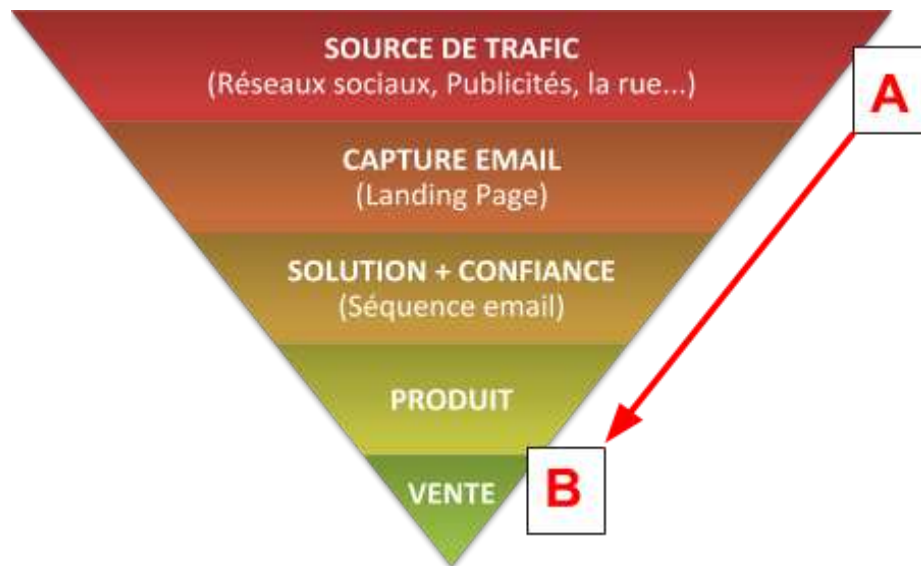 SOURCE DE TRAFIC
(Réseaux sociaux, Publicités, la rue...)
A
CAPTURE EMAIL
(Landing Page)
SOLUTION + CONFIANCE
(Séquence email)
PRODUIT
VENTE
B